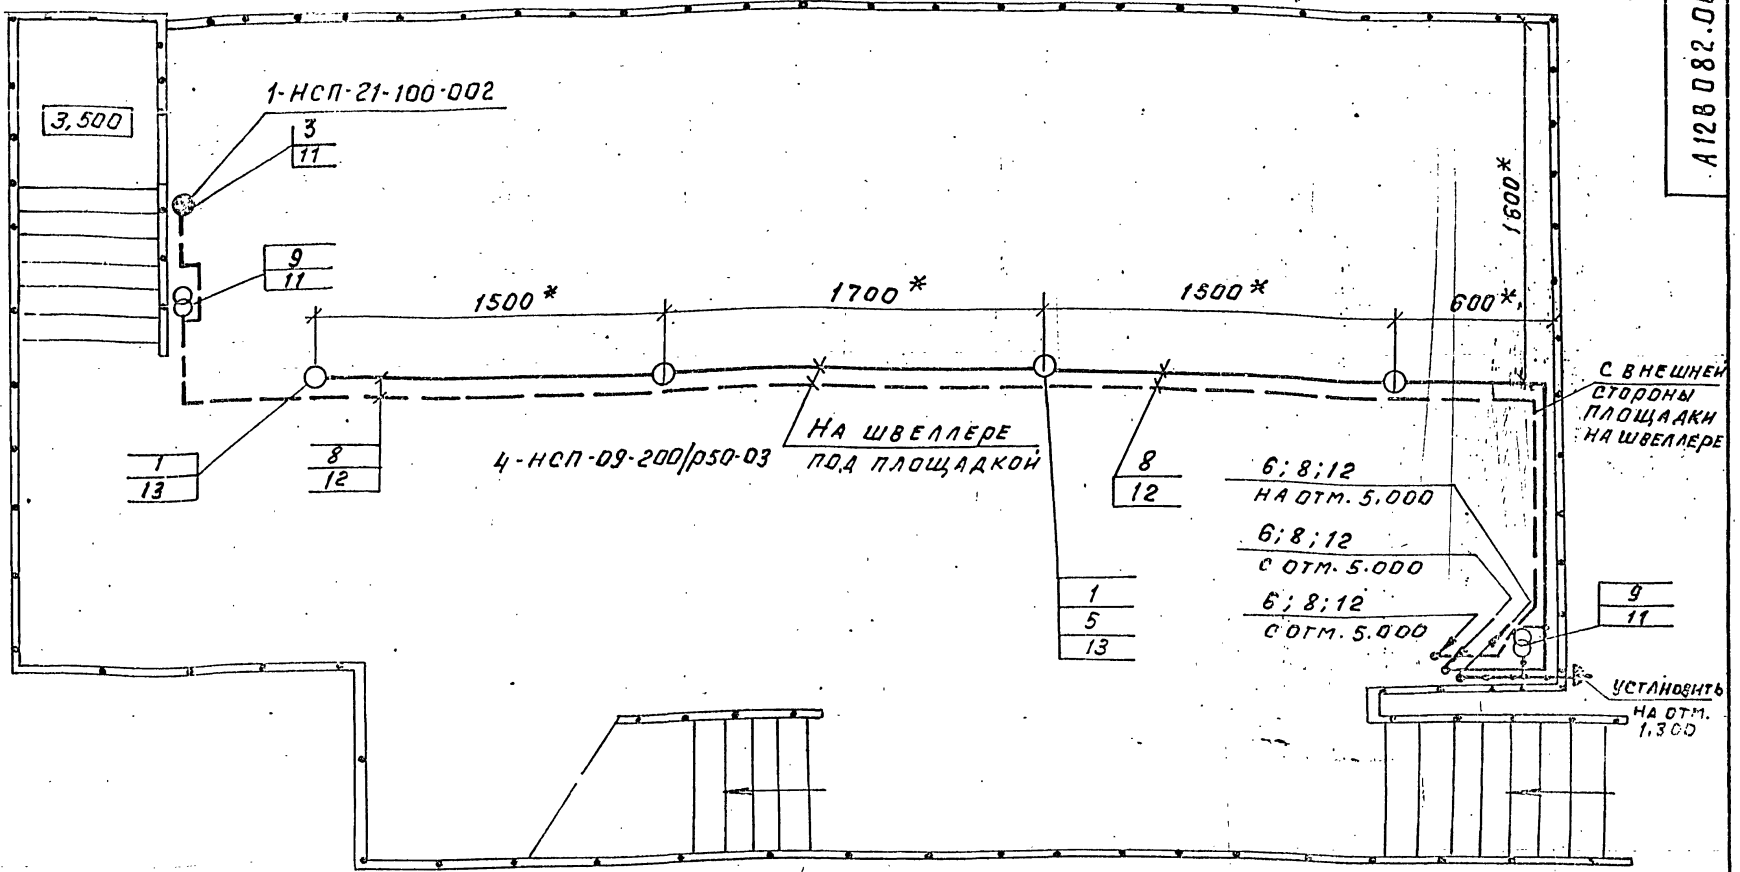 А12В 082.0
1-НСП-21-100-002
3,500
3
11
1600*
9
11
1500*
1700*
1500*
600*
С ВНЕШНЕЙ
СТОРОНЫ
ПЛОЩАДКИ
НА ШВЕЛЛЕРЕ
1
13
8
12
4-НСП-09-200/р50-03
НА ШВЕЛЛЕРЕ
ПОД ПЛОЩАДКОЙ
8
12
6; 8; 12
НА ОТМ. 5.000
6; 8; 12
С ОТМ. 5.000
6; 8; 12
С ОТМ. 5.000
1
5
13
9
11
УСТАНОВИТЬ
НА ОТМ.
1.300